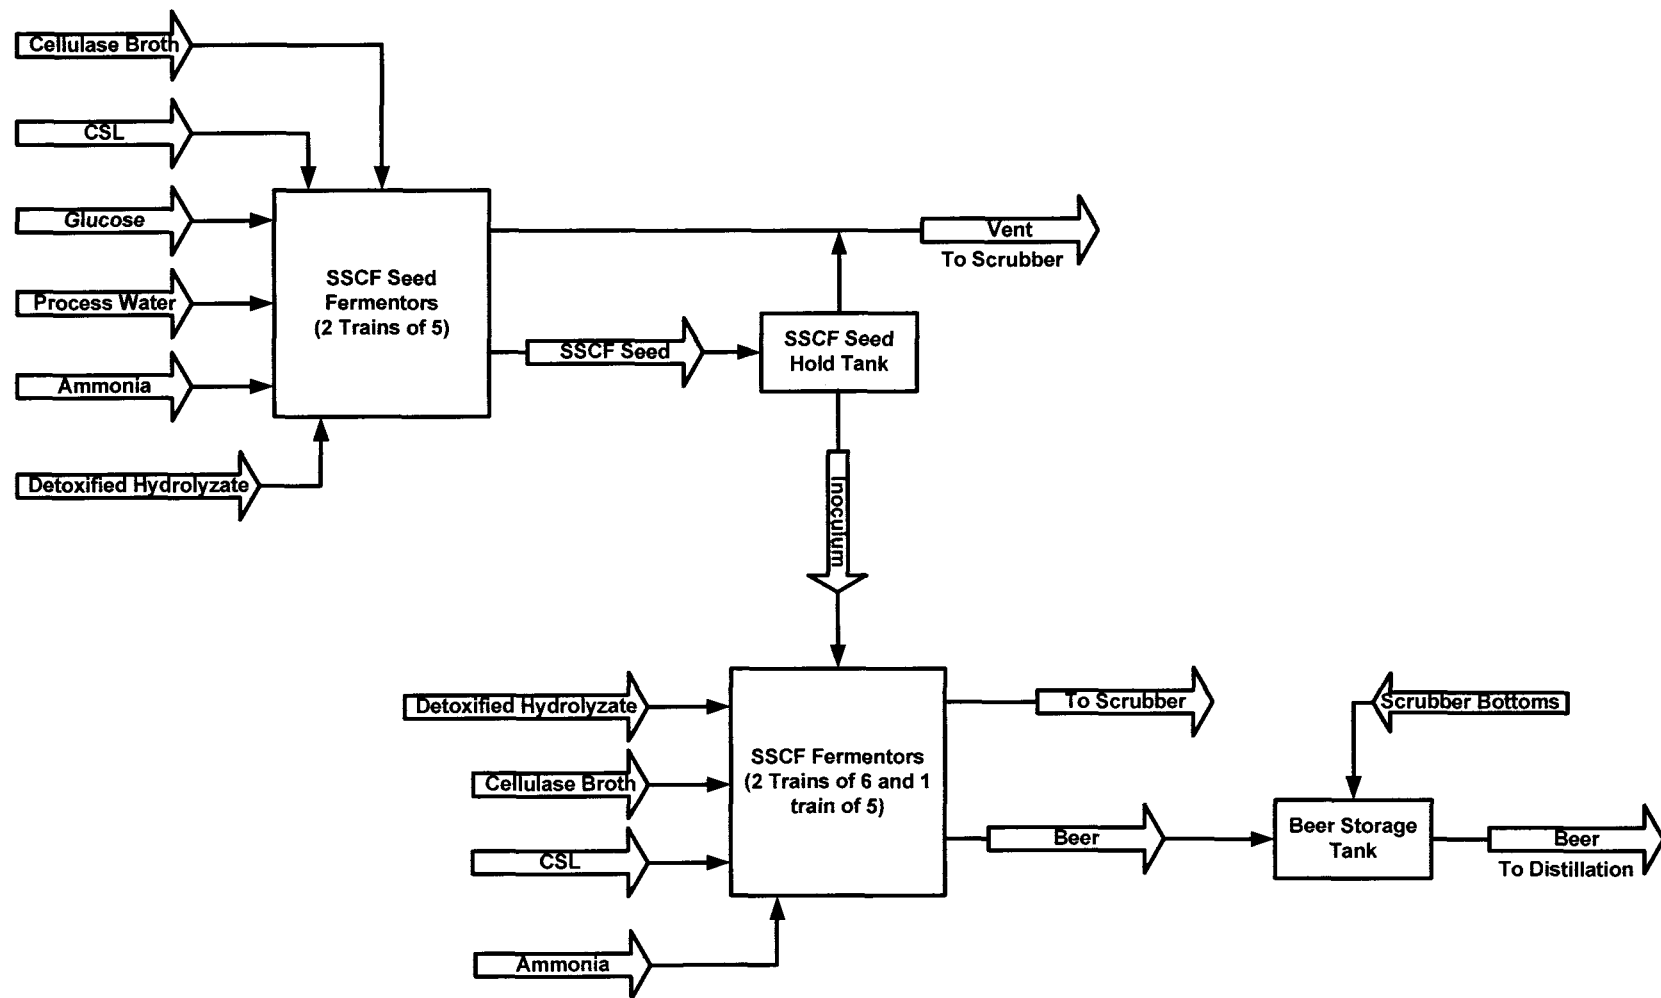 Cellulase Broth
CSL
Glucose
Process Water
Ammonia
Detoxified Hydrolyzate
SSCF Seed
Fermentors
(2 Trains of 5)
Vent
To Scrubber
SSCF Seed
SSCF Seed
Hold Tank
Inoculum
Detoxified Hydrolyzate
Cellulase Broth
CSL
Ammonia
SSCF Fermentors
(2 Trains of 6 and 1
train of 5)
To Scrubber
Scrubber Bottoms
Beer
Beer Storage
Tank
Beer
To Distillation